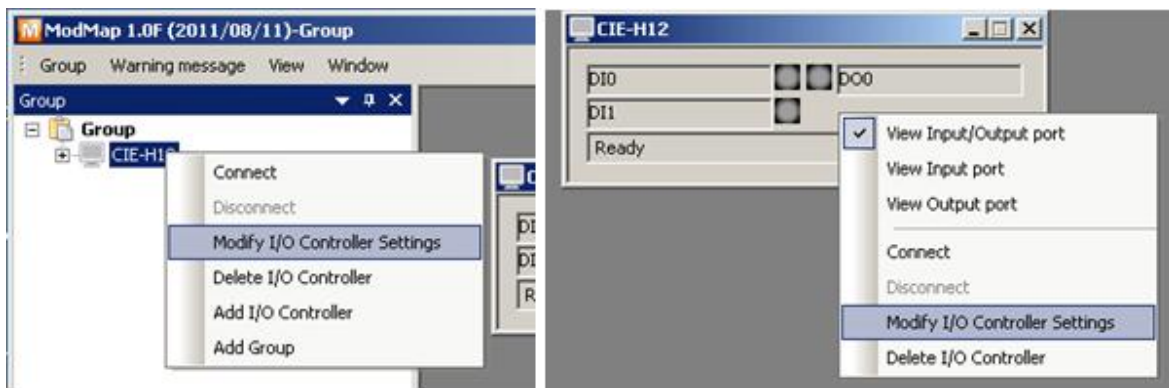 ModMap 1.0F (2011/08/11)-Group
Group Warning message View Window
Group
Group
CIE-H12
Connect
Disconnect
Modify I/O Controller Settings
Delete I/O Controller
Add I/O Controller
Add Group
CIE-H12
DI0 DO0
DI1
Ready
View Input/Output port
View Input port
View Output port
Connect
Disconnect
Modify I/O Controller Settings
Delete I/O Controller